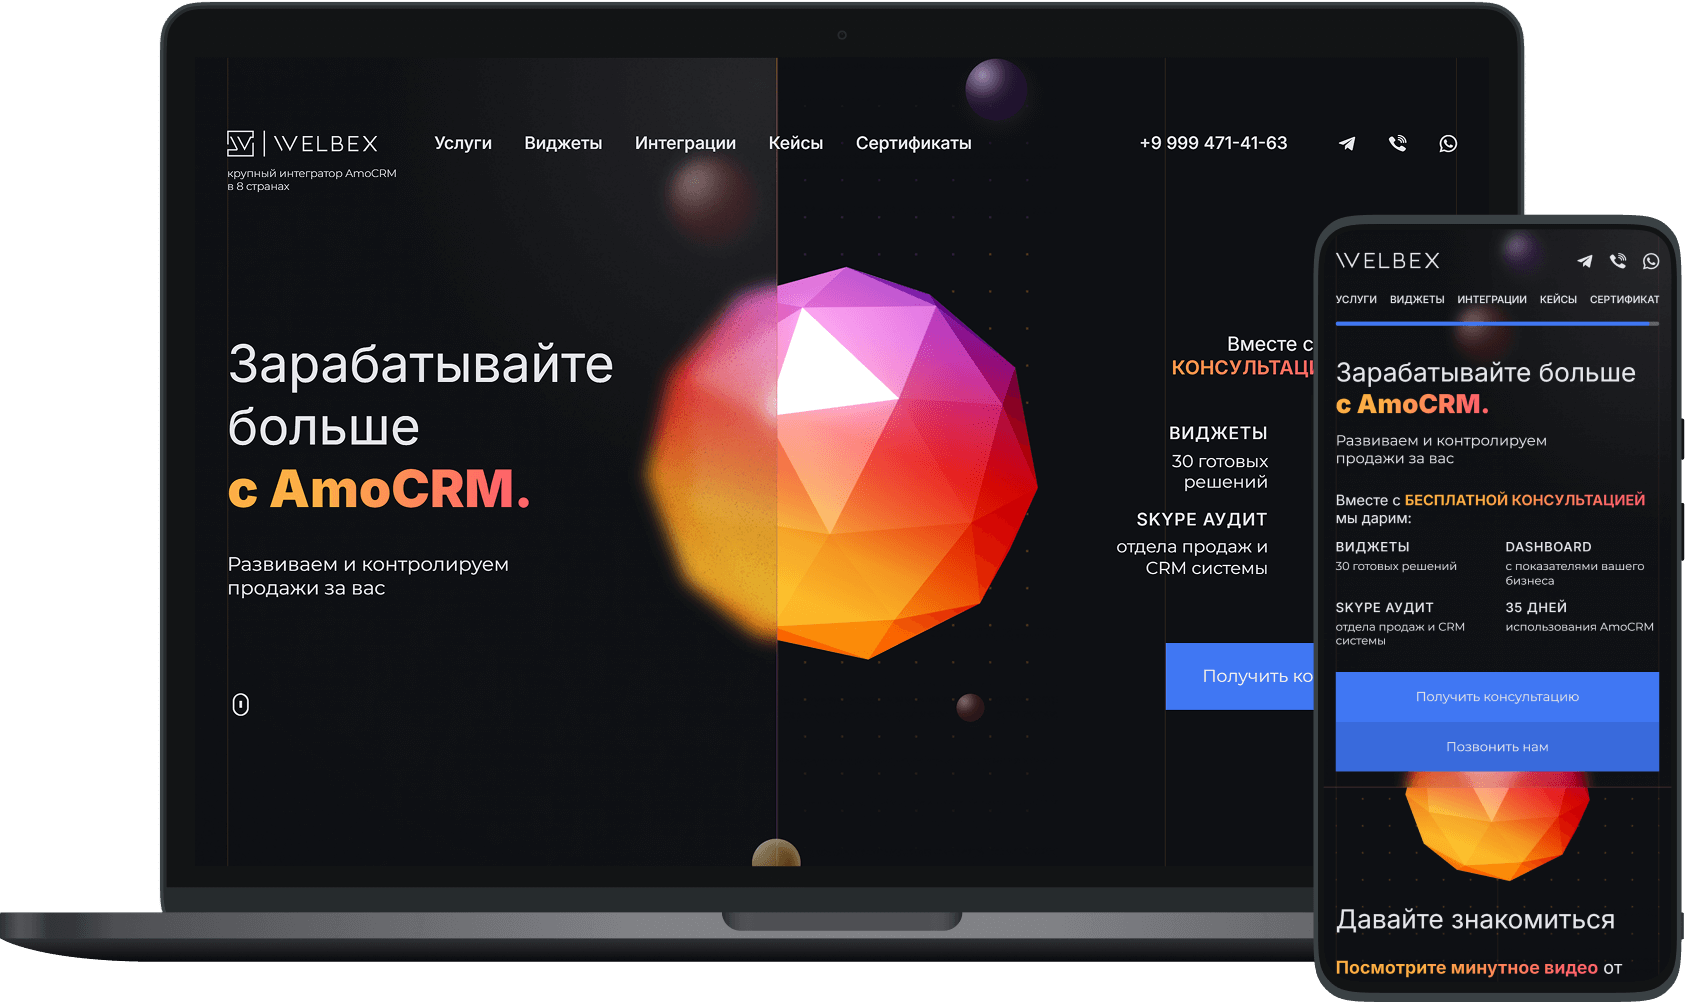 WELBEX
крупный интегратор AmoCRM
в 8 странах
Услуги Виджеты Интеграции Кейсы Сертификаты
+9 999 471-41-63
Зарабатывайте
больше
с AmoCRM.
Развиваем и контролируем
продажи за вас
Вместе с
КОНСУЛЬТАЦИ
ВИДЖЕТЫ
30 готовых
решений
SKYPE АУДИТ
отдела продаж и
CRM системы
Получить ко
WELBEX
УСЛУГИ ВИДЖЕТЫ ИНТЕГРАЦИИ КЕЙСЫ СЕРТИФИКАТ
Зарабатывайте больше
с AmoCRM.
Развиваем и контролируем
продажи за вас
Вместе с БЕСПЛАТНОЙ КОНСУЛЬТАЦИЕЙ
мы дарим:
ВИДЖЕТЫ
30 готовых решений
DASHBOARD
с показателями вашего
бизнеса
SKYPE АУДИТ
отдела продаж и CRM
системы
35 ДНЕЙ
использования AmoCRM
Получить консультацию
Позвонить нам
Давайте знакомиться
Посмотрите минутное видео от